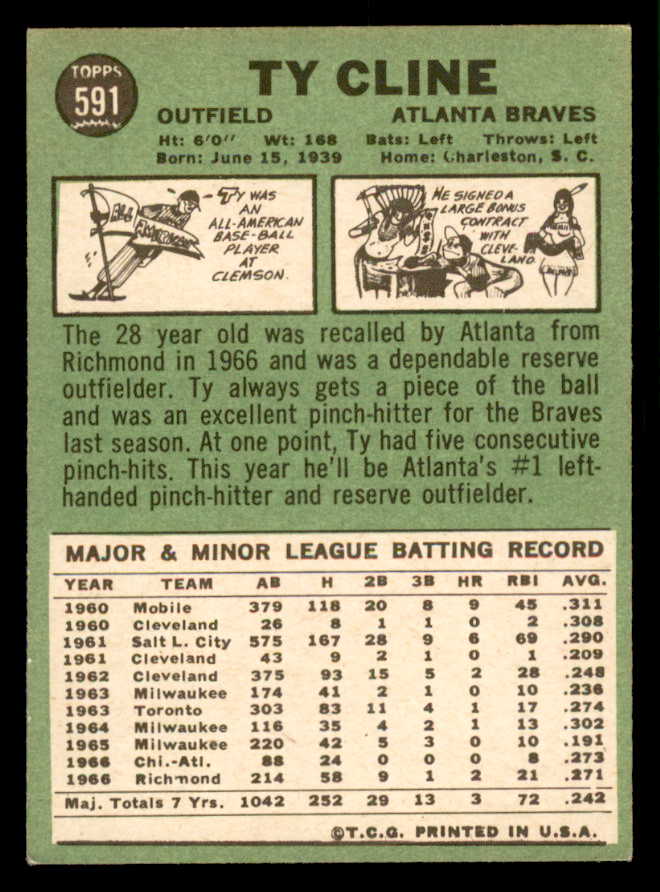 TOPPS
591
TY CLINE
OUTFIELD ATLANTA BRAVES
Ht: 6'0" Wt: 168 Bats: Left Throws: Left
Born: June 15, 1939 Home: Charleston, S. C.
ALL
AMERICAN
TY WAS
AN
ALL-AMERICAN
BASE-BALL
PLAYER
AT
CLEMSON.
HE SIGNED A
LARGE BONUS
CONTRACT
WITH
CLEVE-
LAND.
The 28 year old was recalled by Atlanta from
Richmond in 1966 and was a dependable reserve
outfielder. Ty always gets a piece of the ball
and was an excellent pinch-hitter for the Braves
last season. At one point, Ty had five consecutive
pinch-hits. This year he'll be Atlanta's #1 left-
handed pinch-hitter and reserve outfielder.
MAJOR & MINOR LEAGUE BATTING RECORD
YEAR TEAM AB H 2B 3B HR RBI AVG.
1960 Mobile 379 118 20 8 9 45 .311
1960 Cleveland 26 8 1 1 0 2 .308
1961 Salt L. City 575 167 28 9 6 69 .290
1961 Cleveland 43 9 2 1 0 1 .209
1962 Cleveland 375 93 15 5 2 28 .248
1963 Milwaukee 174 41 2 1 0 10 .236
1963 Toronto 303 83 11 4 1 17 .274
1964 Milwaukee 116 35 4 2 1 13 .302
1965 Milwaukee 220 42 5 3 0 10 .191
1966 Chi.-Atl. 88 24 0 0 0 8 .273
1966 Richmond 214 58 9 1 2 21 .271
Maj. Totals 7 Yrs. 1042 252 29 13 3 72 .242
©T.C.G. PRINTED IN U.S.A.